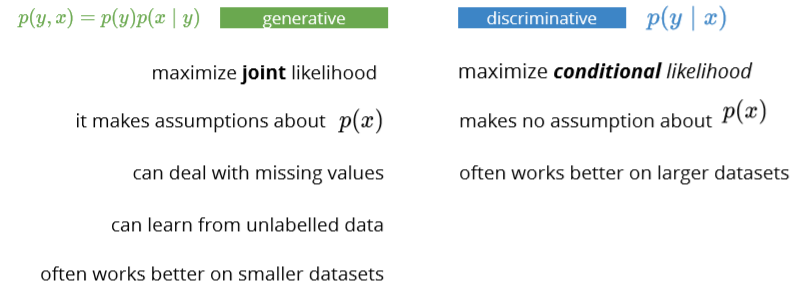 p(y, x) = p(y)p(x | y) generative
maximize joint likelihood
it makes assumptions about p(x)
can deal with missing values
can learn from unlabelled data
often works better on smaller datasets
discriminative p(y | x)
maximize conditional likelihood
makes no assumption about p(x)
often works better on larger datasets